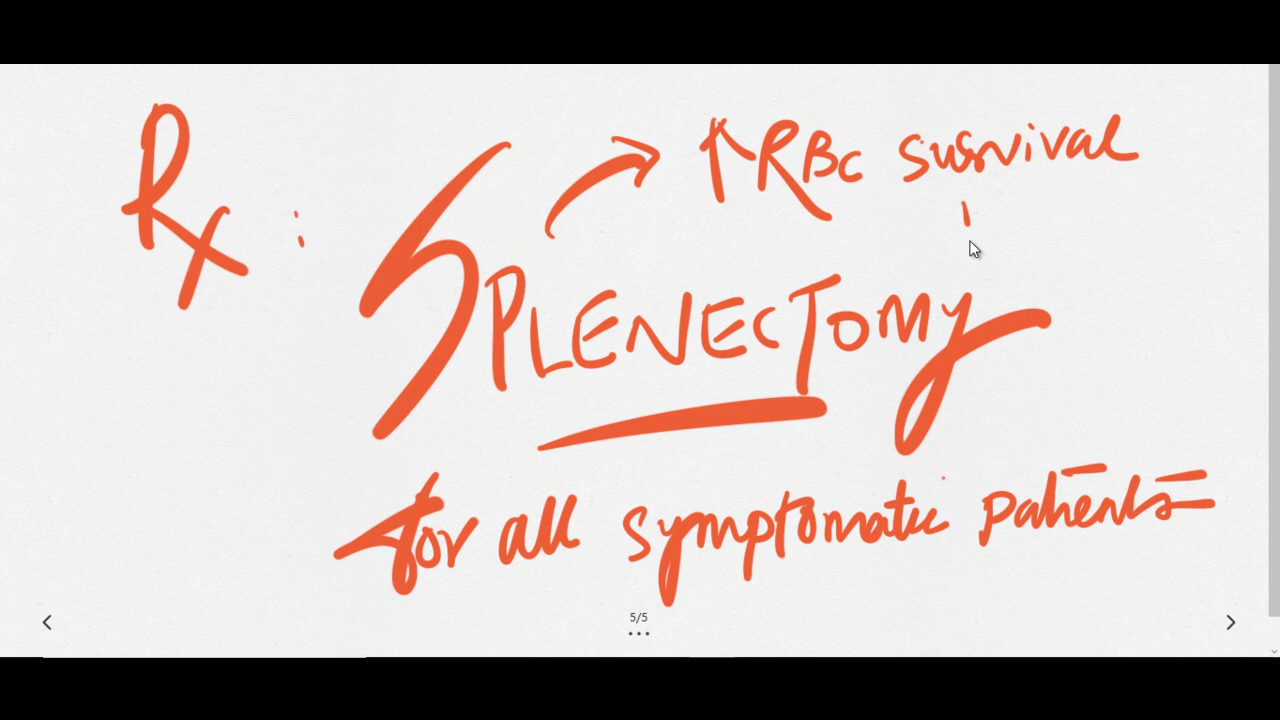 Rx : ↑RBC survival
SPLENECTOMY
for all symptomatic patients
5/5